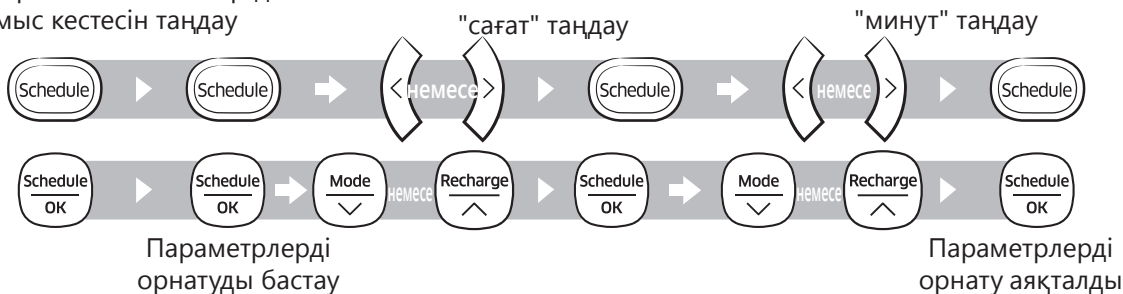 мыс кестесін таңдау
"сағат" таңдау
"минут" таңдау
Schedule Schedule < немесе > Schedule < немесе > Schedule
Schedule OK Schedule OK Mode немесе Recharge Schedule OK Mode немесе Recharge Schedule OK
Параметрлерді
орнатуды бастау
Параметрлерді
орнату аяқталды